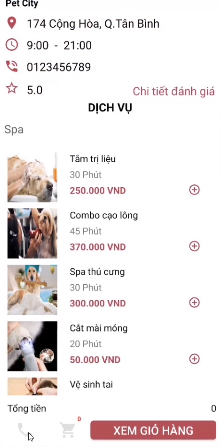 Pet City
174 Cộng Hòa, Q.Tân Bình
9:00 - 21:00
0123456789
5.0
Chi tiết đánh giá
DỊCH VỤ
Spa
Tâm trị liệu
30 Phút
250.000 VND
Combo cạo lông
45 Phút
370.000 VND
Spa thú cưng
30 Phút
300.000 VND
Cắt mài móng
20 Phút
50.000 VND
Vệ sinh tai
Tổng tiền
0
0
XEM GIỎ HÀNG